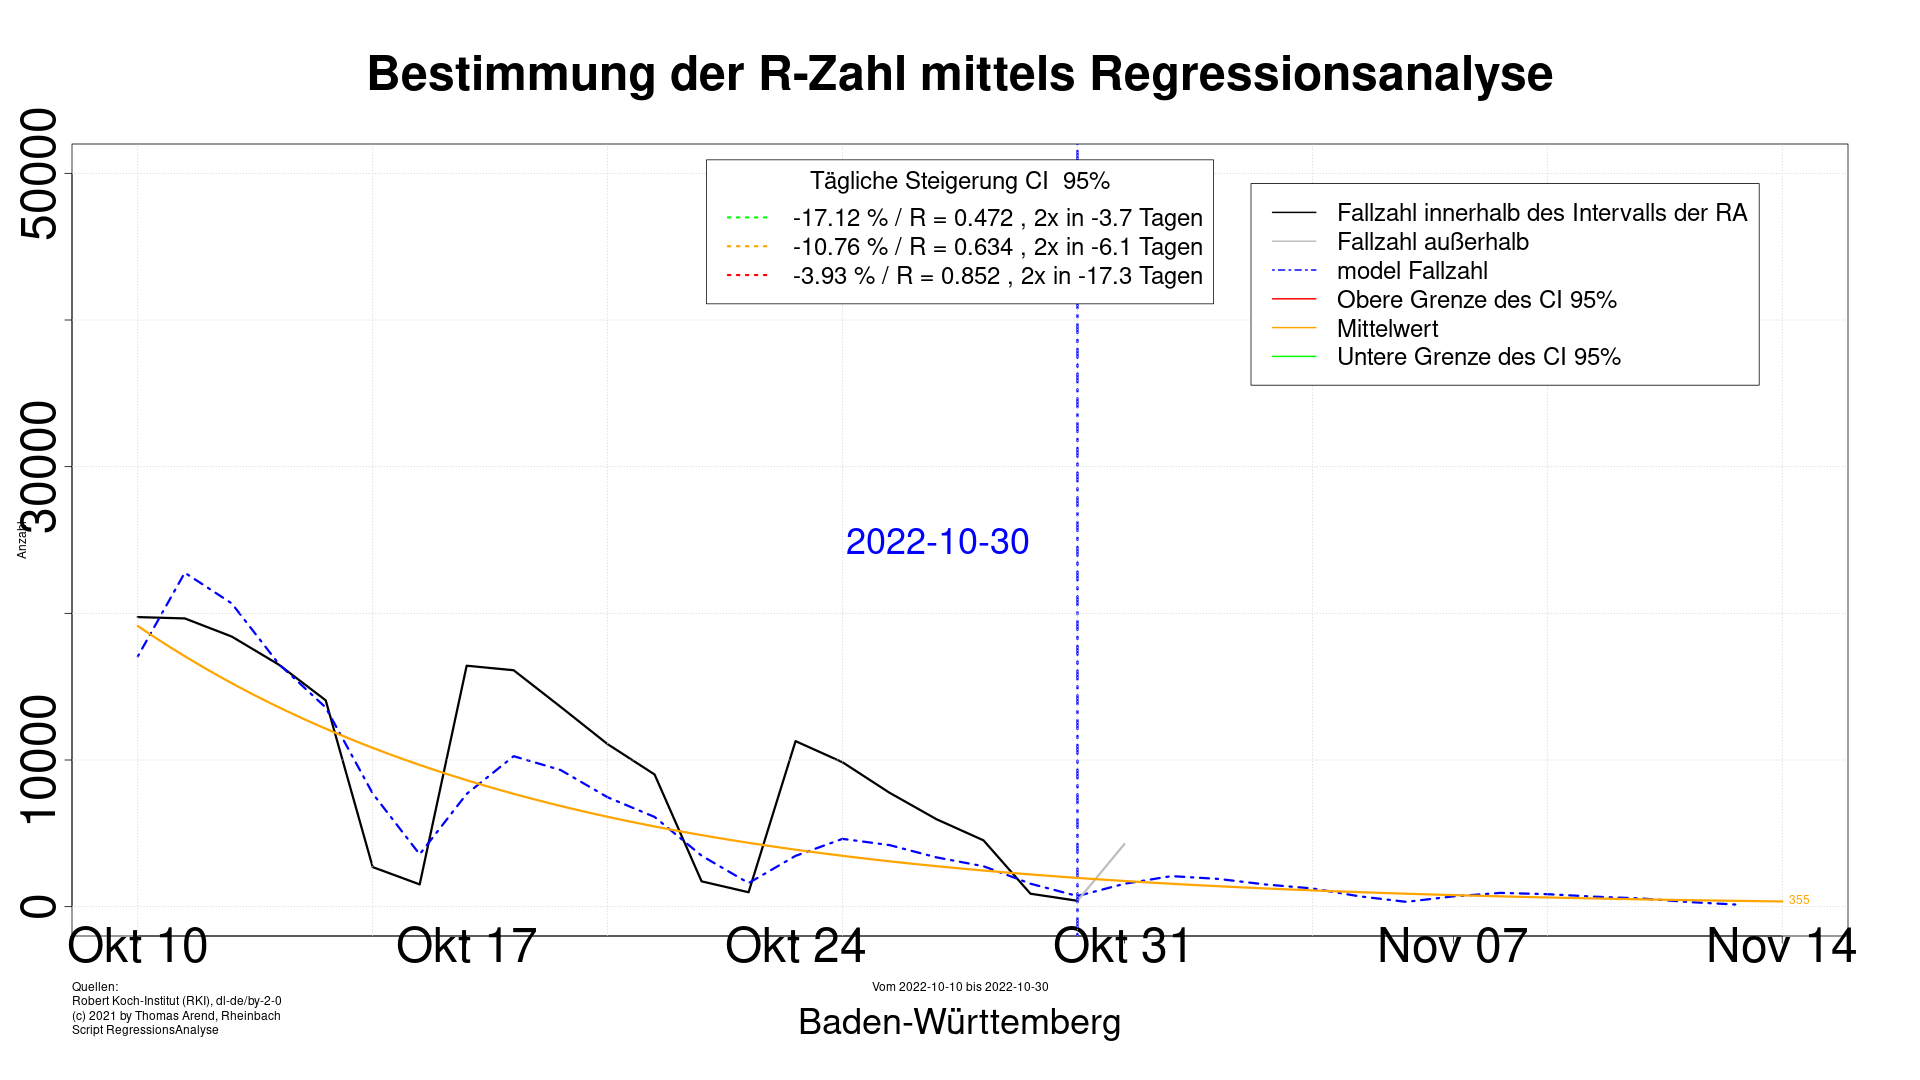 Bestimmung der R-Zahl mittels Regressionsanalyse
50000
30000
10000
0
Anzahl
Tägliche Steigerung CI  95%
-17.12 % / R = 0.472 , 2x in -3.7 Tagen
-10.76 % / R = 0.634 , 2x in -6.1 Tagen
-3.93 % / R = 0.852 , 2x in -17.3 Tagen
Fallzahl innerhalb des Intervalls der RA
Fallzahl außerhalb
model Fallzahl
Obere Grenze des CI 95%
Mittelwert
Untere Grenze des CI 95%
2022-10-30
355
Okt 10
Okt 17
Okt 24
Okt 31
Nov 07
Nov 14
Quellen:
Robert Koch-Institut (RKI), dl-de/by-2-0
(c) 2021 by Thomas Arend, Rheinbach
Script RegressionsAnalyse
Vom 2022-10-10 bis 2022-10-30
Baden-Württemberg